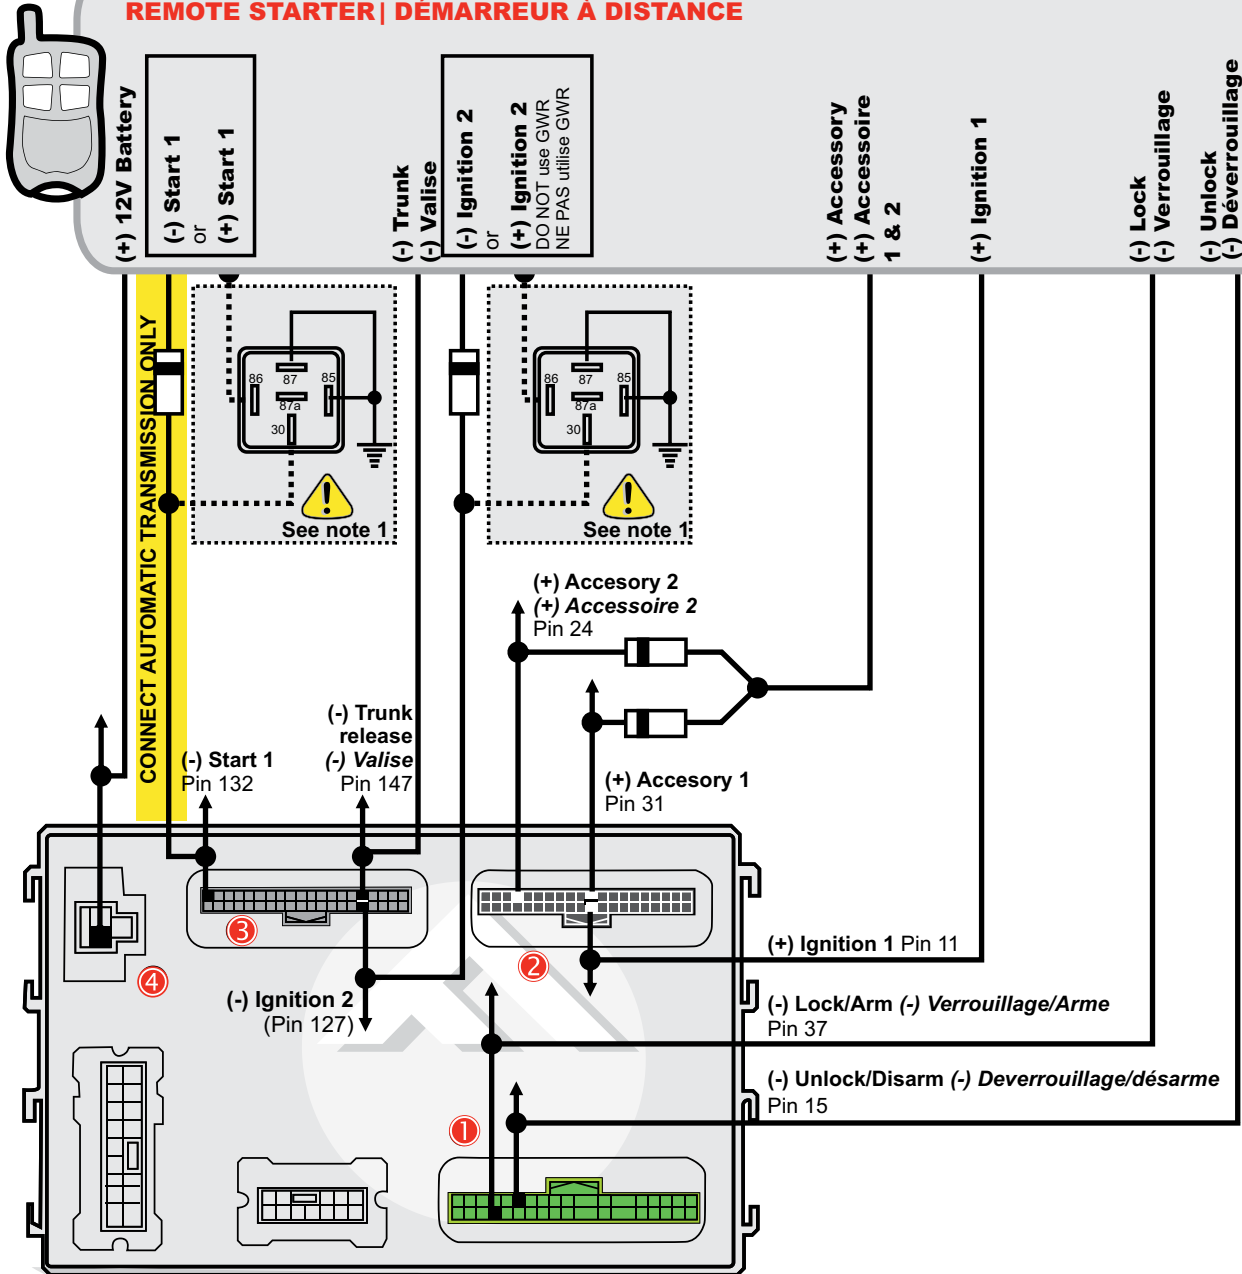 REMOTE STARTER | DÉMARREUR À DISTANCE
(+) 12V Battery
(-) Start 1
or
(+) Start 1
(-) Trunk
(-) Valise
(-) Ignition 2
or
(+) Ignition 2
DO NOT use GWR
NE PAS utilise GWR
(+) Accessory
(+) Accessoire
1 & 2
(+) Ignition 1
(-) Lock
(-) Verrouillage
(-) Unlock
(-) Déverrouillage
CONNECT AUTOMATIC TRANSMISSION ONLY
86
87
85
87a
30
See note 1
86
87
85
87a
30
See note 1
(+) Accesory 2
(+) Accessoire 2
Pin 24
(-) Start 1
Pin 132
(-) Trunk
release
(-) Valise
Pin 147
(+) Accesory 1
Pin 31
3
2
4
(+) Ignition 1 Pin 11
(-) Ignition 2
(Pin 127)
(-) Lock/Arm (-) Verrouillage/Arme
Pin 37
(-) Unlock/Disarm (-) Deverrouillage/désarme
Pin 15
1